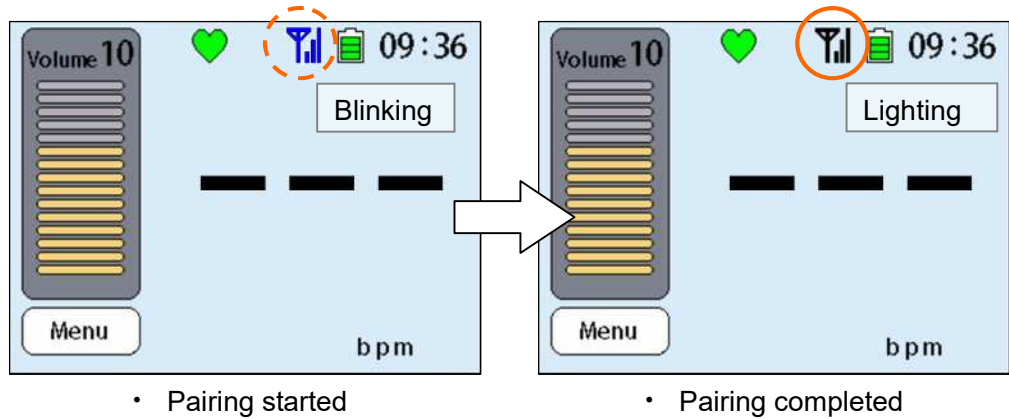 Volume 10
09:36
Blinking
Menu
bpm
・ Pairing started
Volume 10
09:36
Lighting
Menu
bpm
・ Pairing completed